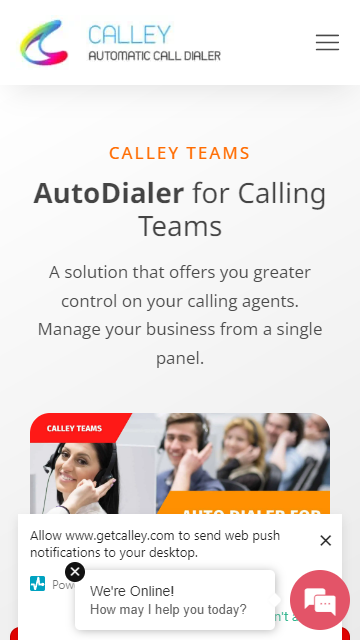 CALLEY
AUTOMATIC CALL DIALER
CALLEY TEAMS
AutoDialer for Calling
Teams
A solution that offers you greater
control on your calling agents.
Manage your business from a single
panel.
CALLEY TEAMS
AUTO DIALER FOR
Allow www.getcalley.com to send web push
notifications to your desktop.
We're Online!
How may I help you today?